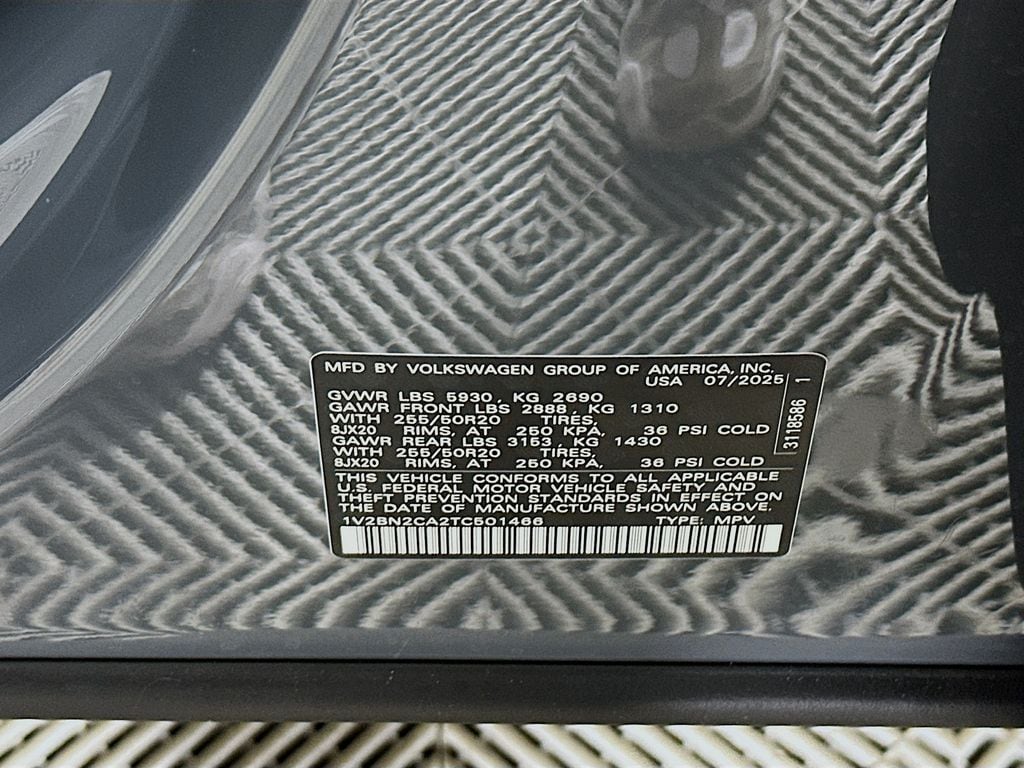 MFD BY VOLKSWAGEN GROUP OF AMERICA, INC.
USA 07/2025
GVWR LBS 5930, KG 2690
GAWR FRONT LBS 2888, KG 1310
WITH 255/50R20 TIRES,
8JX20 RIMS, AT 250 KPA, 36 PSI COLD
GAWR REAR LBS 3153, KG 1430
WITH 255/50R20 TIRES,
8JX20 RIMS, AT 250 KPA, 36 PSI COLD
THIS VEHICLE CONFORMS TO ALL APPLICABLE
U.S. FEDERAL MOTOR VEHICLE SAFETY AND
THEFT PREVENTION STANDARDS IN EFFECT ON
THE DATE OF MANUFACTURE SHOWN ABOVE.
1V2BN2CA2TC501466 TYPE: MPV
3118586 1